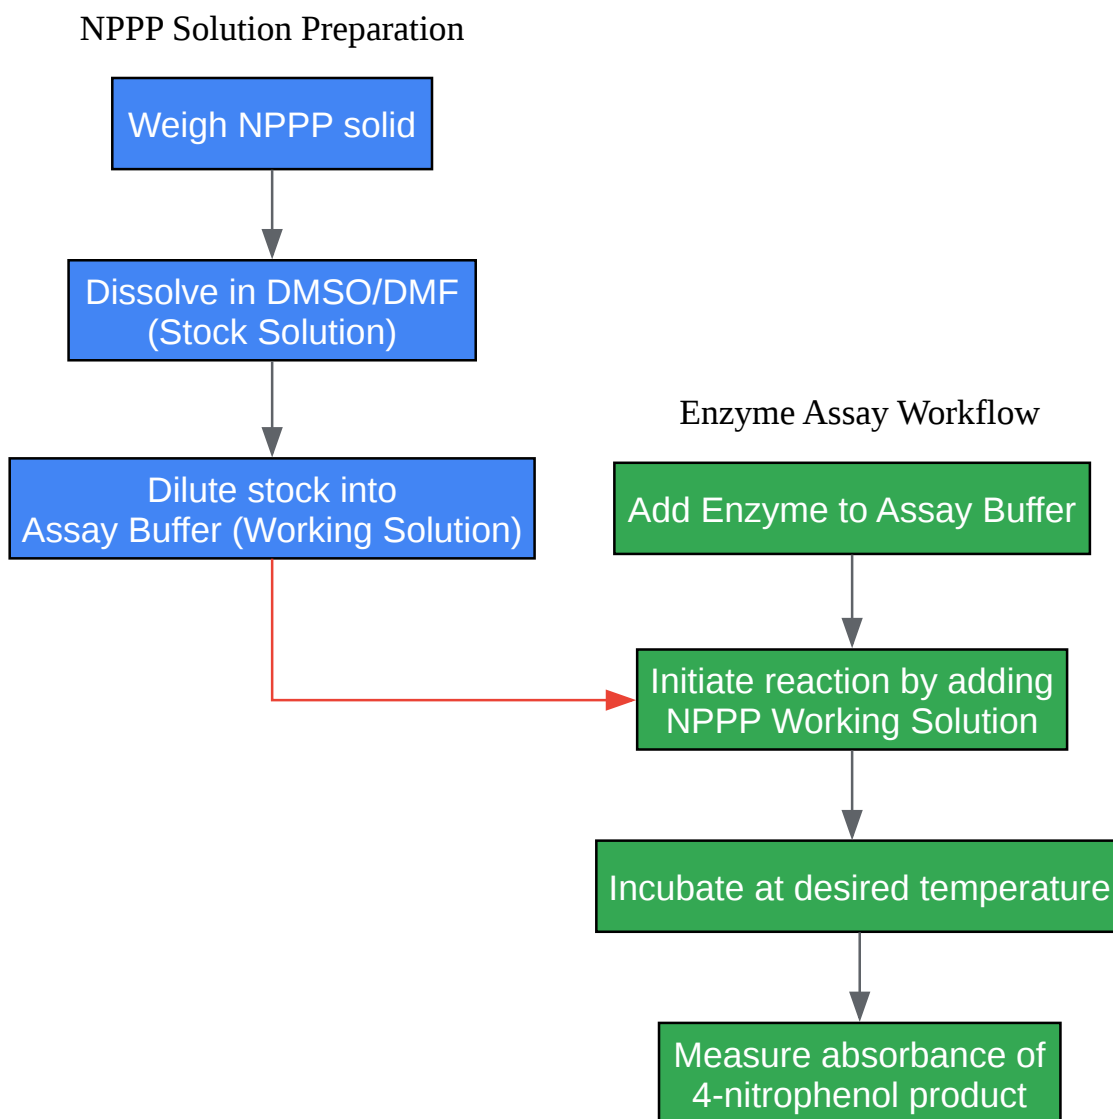 NPPP Solution Preparation
Weigh NPPP solid
Dissolve in DMSO/DMF
(Stock Solution)
Dilute stock into
Assay Buffer (Working Solution)
Enzyme Assay Workflow
Add Enzyme to Assay Buffer
Initiate reaction by adding
NPPP Working Solution
Incubate at desired temperature
Measure absorbance of
4-nitrophenol product